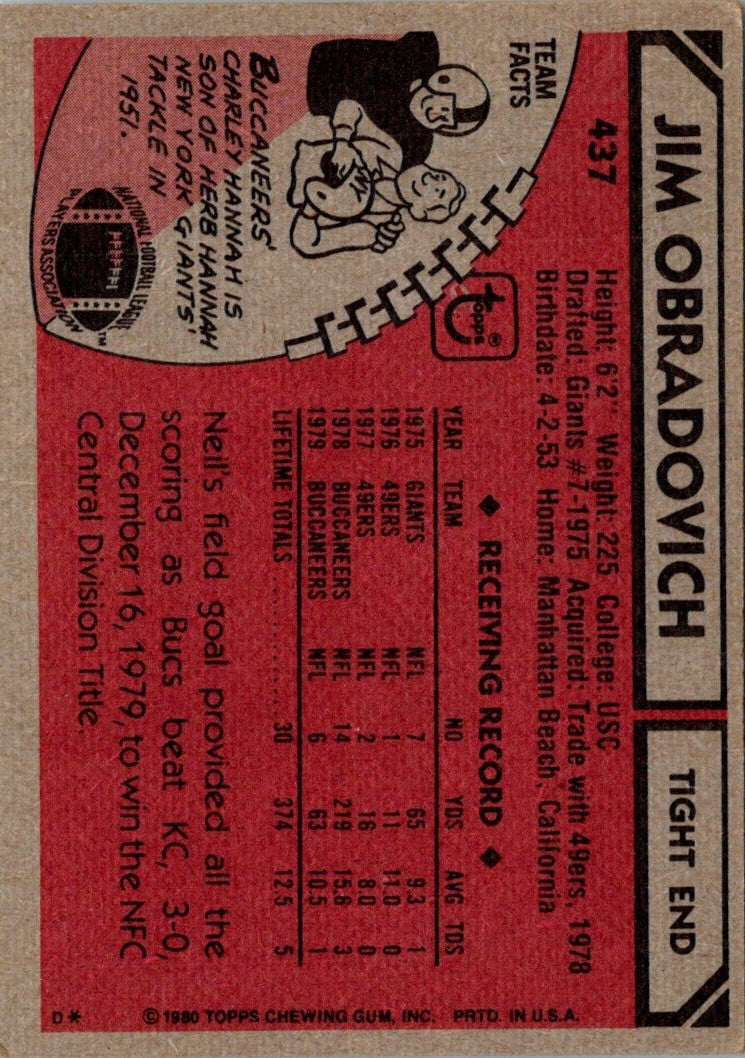 JIM OBRADOVICH
TIGHT END
437
Height: 6'2" Weight: 225 College: USC
Drafted: Giants #7-1975 Acquired: Trade with 49ers, 1978
Birthdate: 4-2-53 Home: Manhattan Beach, California
TEAM
FACTS
BUCCANEERS'
CHARLEY HANNAH IS
SON OF HERB HANNAH
NEW YORK GIANTS'
TACKLE IN
1951.
NATIONAL FOOTBALL LEAGUE
PLAYERS ASSOCIATION
TM
topps ®
◆ RECEIVING RECORD ◆
YEAR TEAM NO YDS AVG TDS
1975 GIANTS NFL 7 65 9.3 1
1976 49ERS NFL 1 11 11.0 0
1977 49ERS NFL 2 16 8.0 0
1978 BUCCANEERS NFL 14 219 15.6 3
1979 BUCCANEERS NFL 6 63 10.5 1
LIFETIME TOTALS .......... 30 374 12.5 5
Neil's field goal provided all the
scoring as Bucs beat KC, 3-0,
December 16, 1979, to win the NFC
Central Division Title.
D* © 1980 TOPPS CHEWING GUM, INC. PRTD. IN U.S.A.